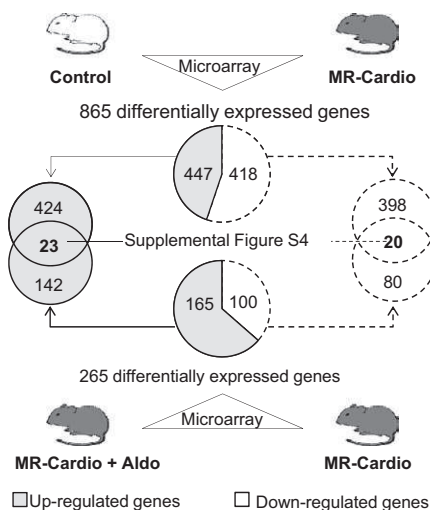 Control
Microarray
MR-Cardio
865 differentially expressed genes
447
418
424
23
142
Supplemental Figure S4
398
20
80
165
100
265 differentially expressed genes
Microarray
MR-Cardio + Aldo
MR-Cardio
Up-regulated genes
Down-regulated genes